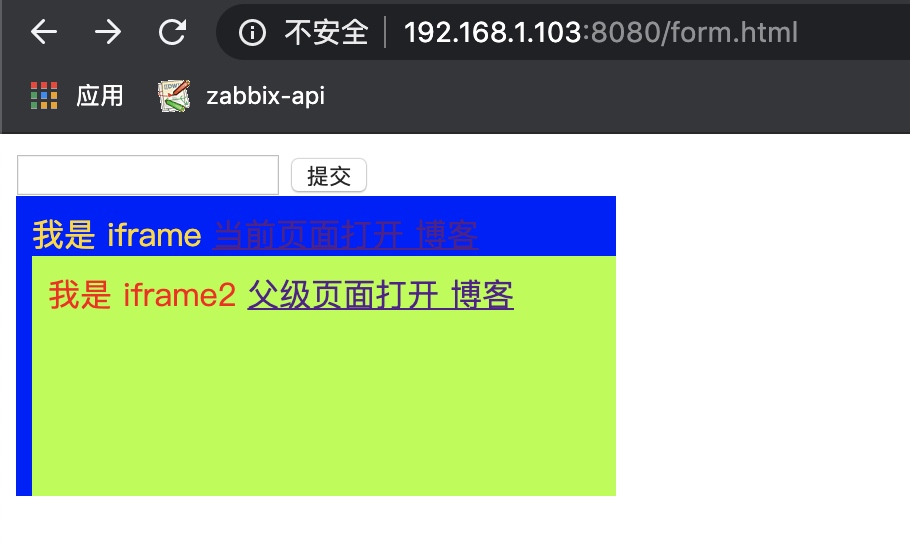 不安全 192.168.1.103:8080/form.html
应用 zabbix-api
提交
我是 iframe 当前页面打开 博客
我是 iframe2 父级页面打开 博客